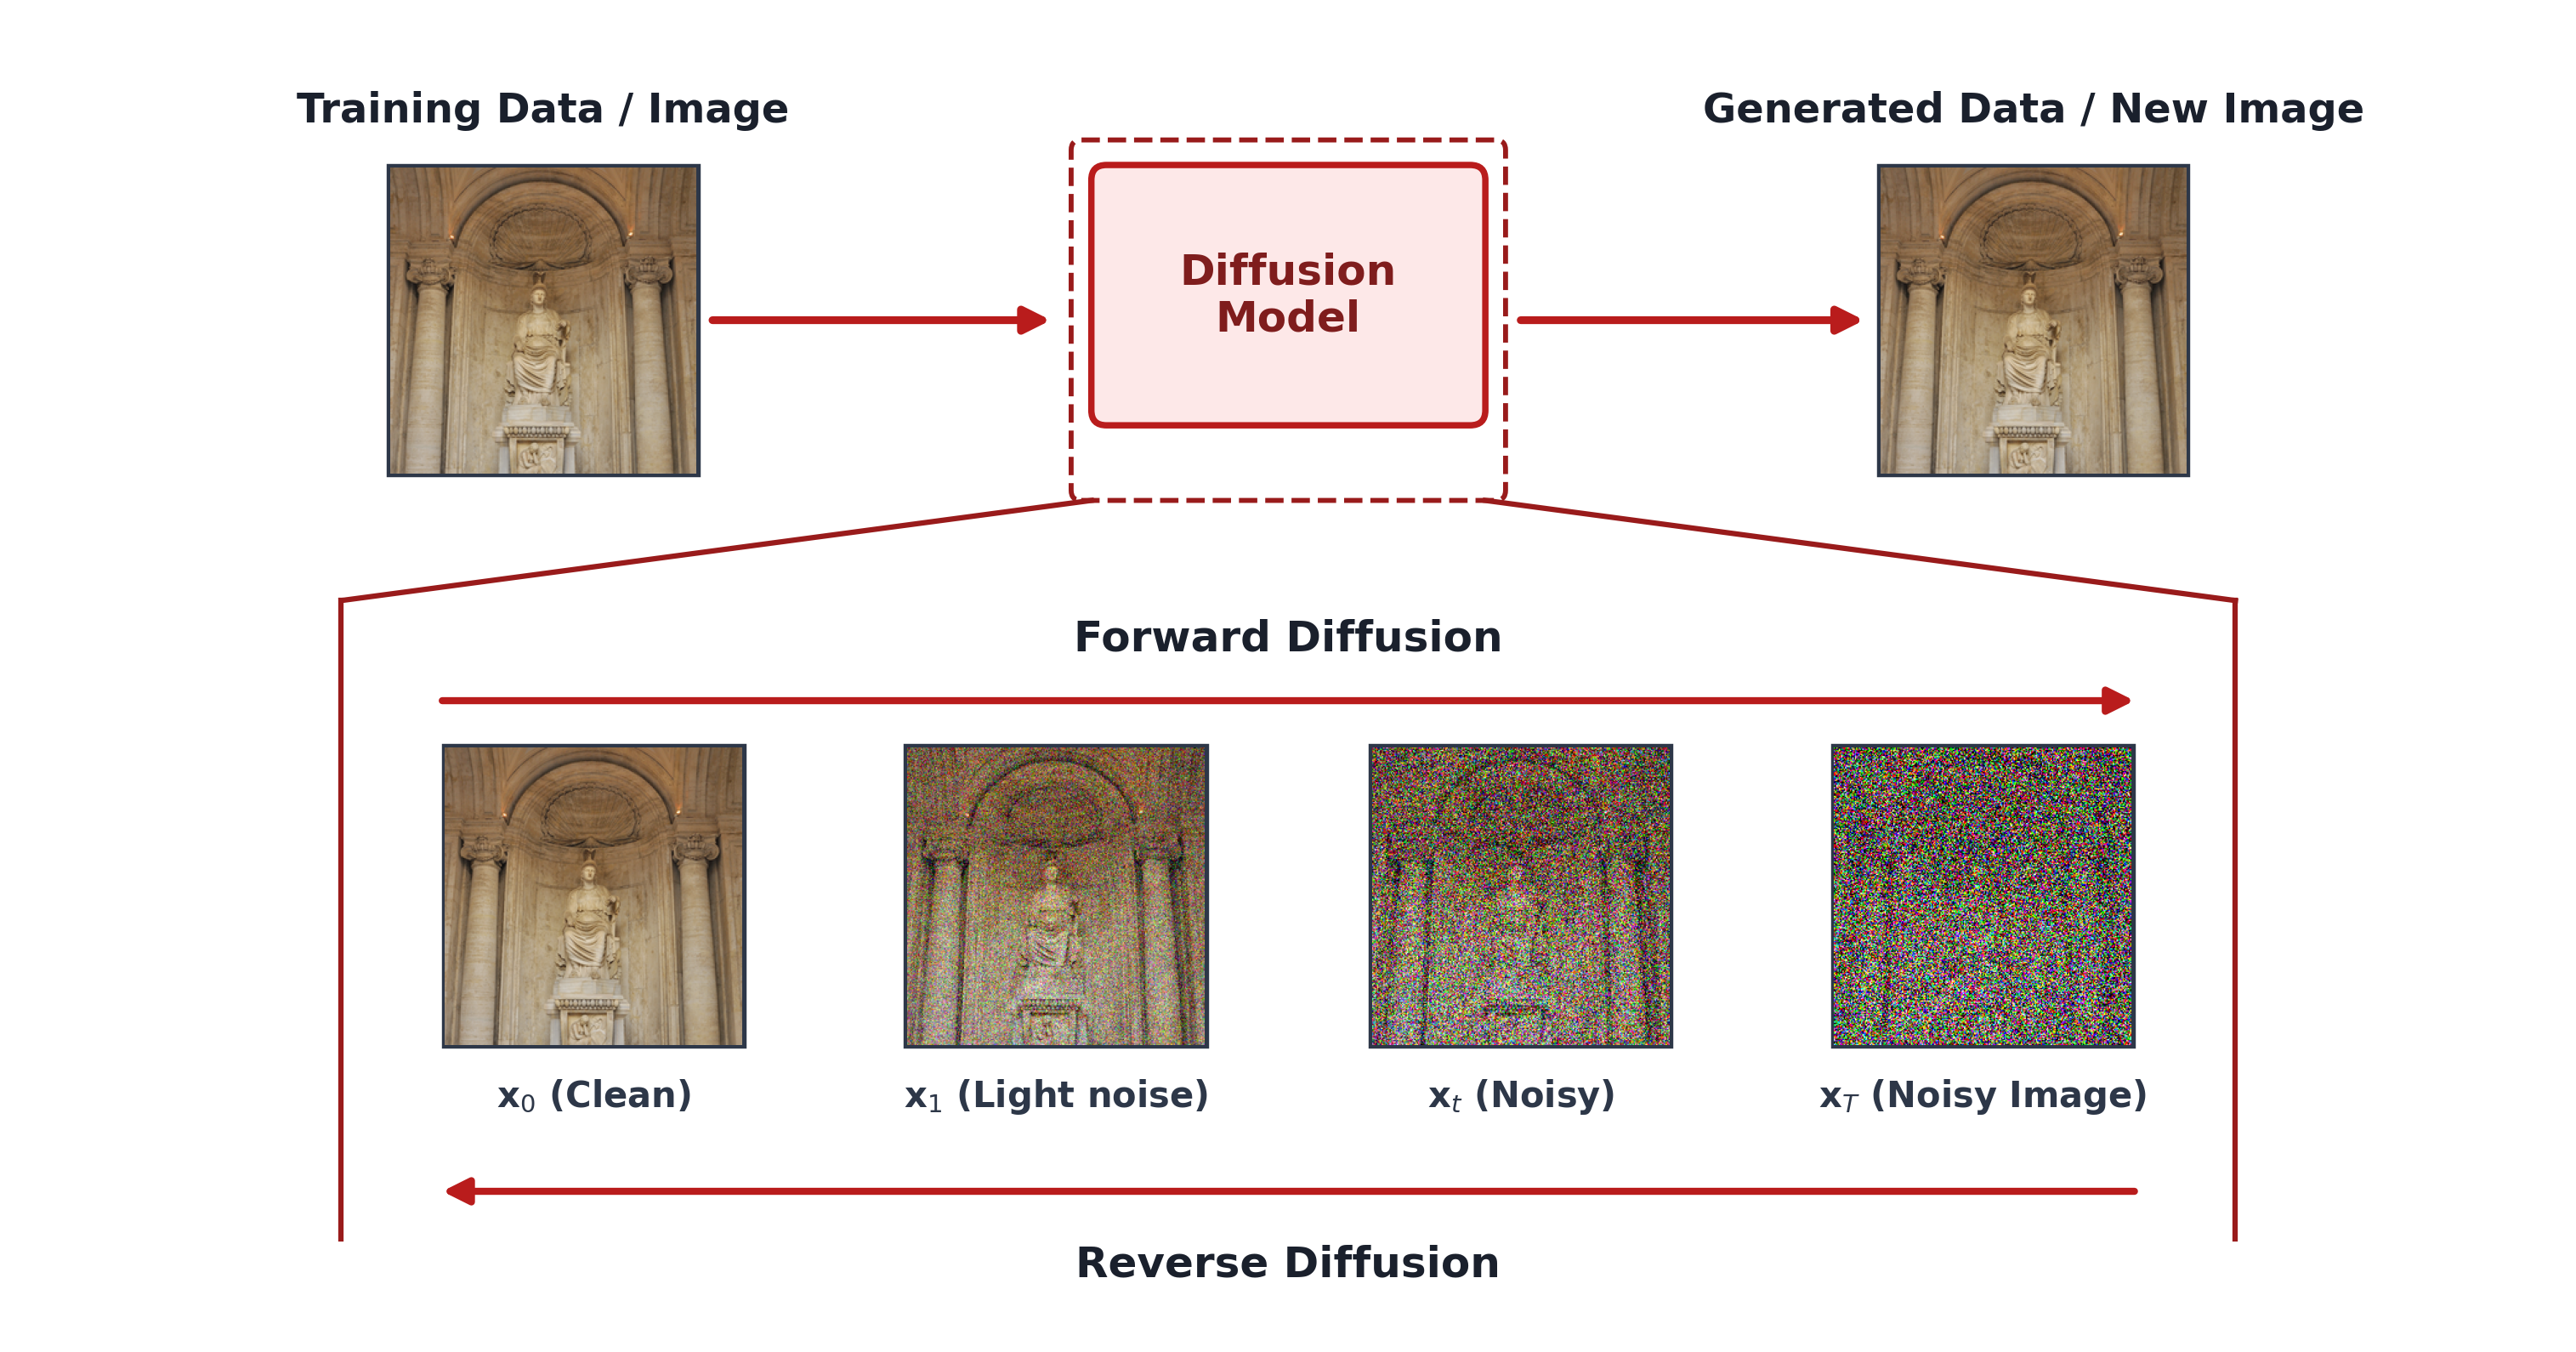 Training Data / Image
Generated Data / New Image
Diffusion
Model
Forward Diffusion
x₀ (Clean)
x₁ (Light noise)
xₜ (Noisy)
x_T (Noisy Image)
Reverse Diffusion